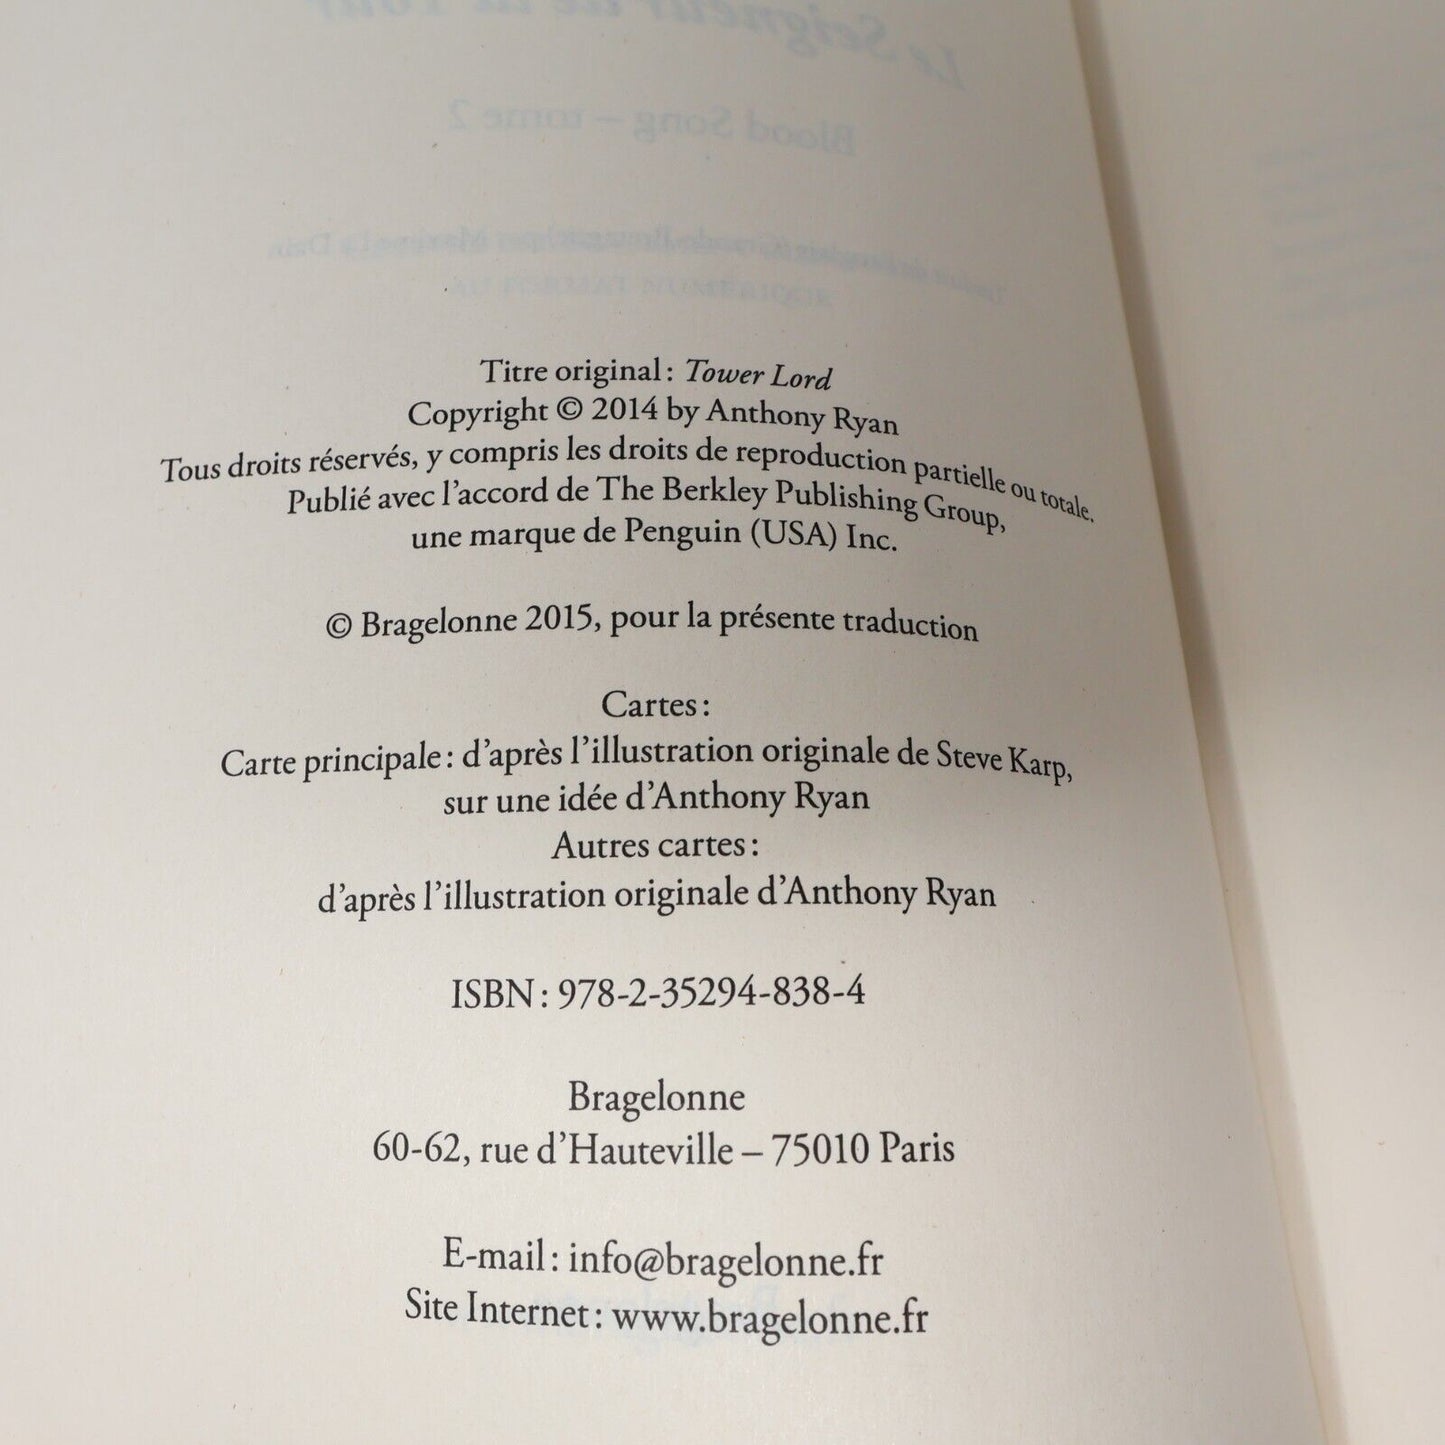 Titre original : Tower Lord
Copyright © 2014 by Anthony Ryan
Tous droits réservés, y compris les droits de reproduction partielle ou totale.
Publié avec l’accord de The Berkley Publishing Group,
une marque de Penguin (USA) Inc.
© Bragelonne 2015, pour la présente traduction
Cartes :
Carte principale : d’après l’illustration originale de Steve Karp,
sur une idée d’Anthony Ryan
Autres cartes :
d’après l’illustration originale d’Anthony Ryan
ISBN : 978-2-35294-838-4
Bragelonne
60-62, rue d’Hauteville – 75010 Paris
E-mail : info@bragelonne.fr
Site Internet : www.bragelonne.fr